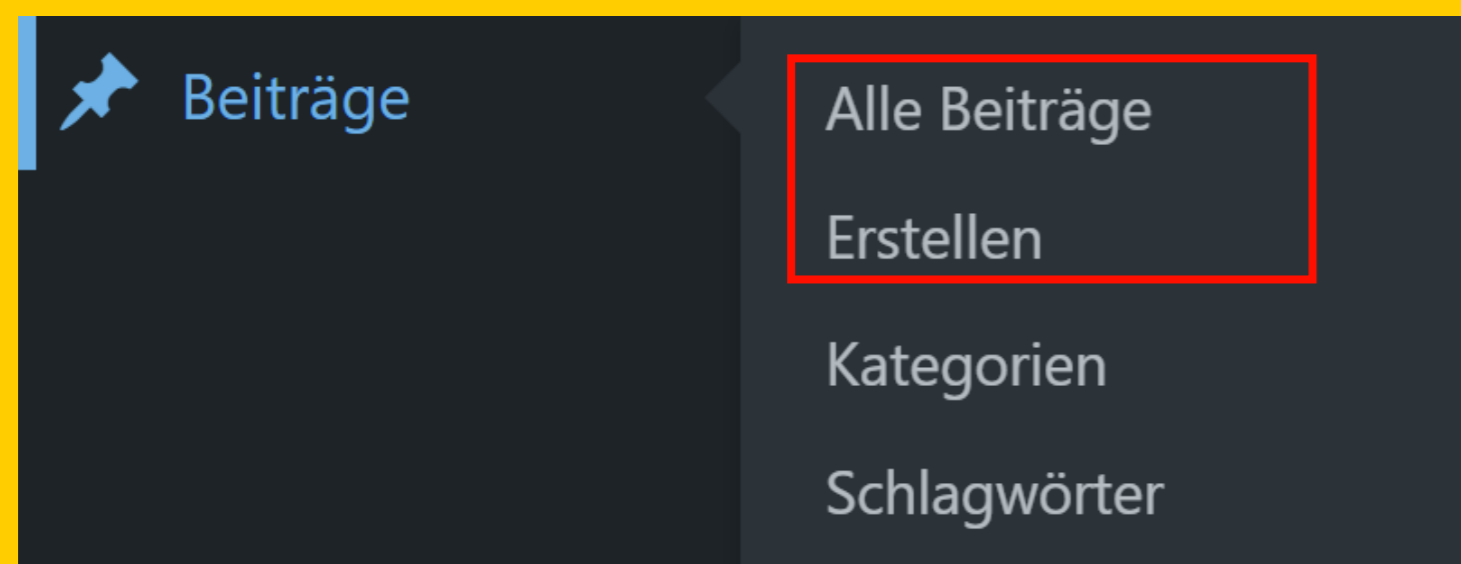 Beiträge
Alle Beiträge
Erstellen
Kategorien
Schlagwörter